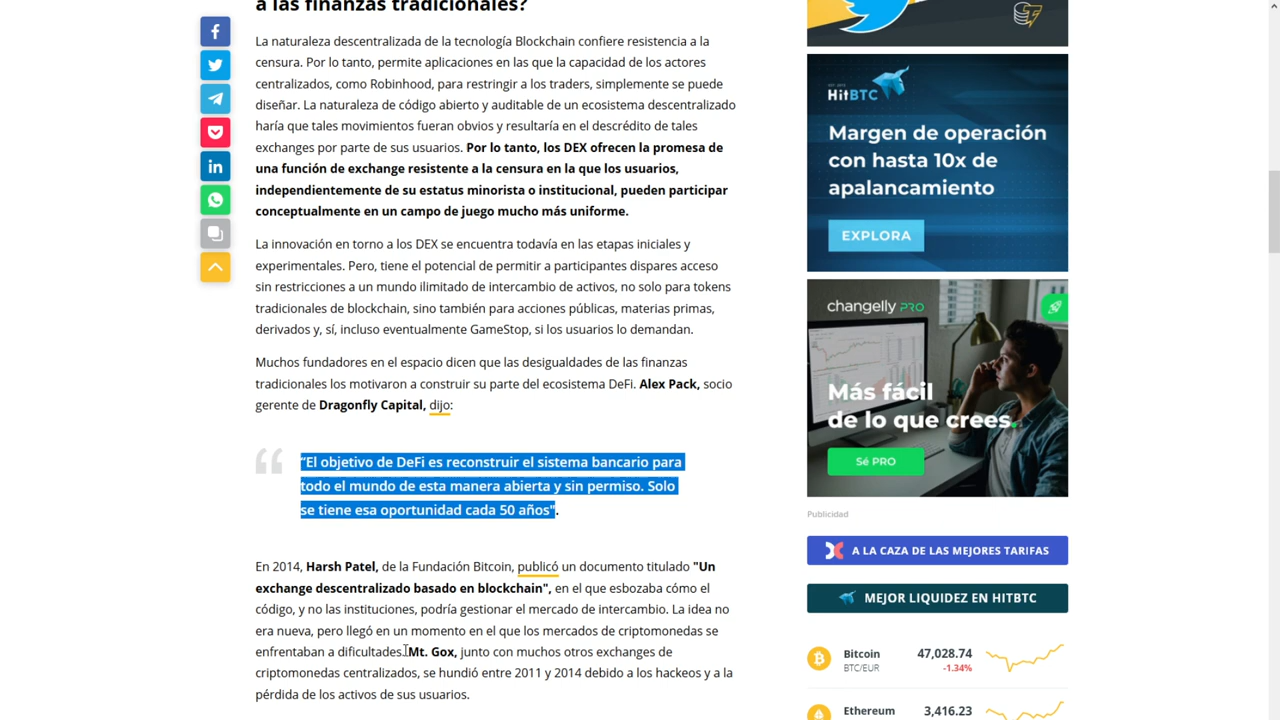 a las finanzas tradicionales?
La naturaleza descentralizada de la tecnología Blockchain confiere resistencia a la
censura. Por lo tanto, permite aplicaciones en las que la capacidad de los actores
centralizados, como Robinhood, para restringir a los traders, simplemente se puede
diseñar. La naturaleza de código abierto y auditable de un ecosistema descentralizado
haría que tales movimientos fueran obvios y resultaría en el descrédito de tales
exchanges por parte de sus usuarios. Por lo tanto, los DEX ofrecen la promesa de
una función de exchange resistente a la censura en la que los usuarios,
independientemente de su estatus minorista o institucional, pueden participar
conceptualmente en un campo de juego mucho más uniforme.
La innovación en torno a los DEX se encuentra todavía en las etapas iniciales y
experimentales. Pero, tiene el potencial de permitir a participantes dispares acceso
sin restricciones a un mundo ilimitado de intercambio de activos, no solo para tokens
tradicionales de blockchain, sino también para acciones públicas, materias primas,
derivados y, sí, incluso eventualmente GameStop, si los usuarios lo demandan.
Muchos fundadores en el espacio dicen que las desigualdades de las finanzas
tradicionales los motivaron a construir su parte del ecosistema DeFi. Alex Pack, socio
gerente de Dragonfly Capital, dijo:
“El objetivo de DeFi es reconstruir el sistema bancario para
todo el mundo de esta manera abierta y sin permiso. Solo
se tiene esa oportunidad cada 50 años".
En 2014, Harsh Patel, de la Fundación Bitcoin, publicó un documento titulado "Un
exchange descentralizado basado en blockchain", en el que esbozaba cómo el
código, y no las instituciones, podría gestionar el mercado de intercambio. La idea no
era nueva, pero llegó en un momento en el que los mercados de criptomonedas se
enfrentaban a dificultades. Mt. Gox, junto con muchos otros exchanges de
criptomonedas centralizados, se hundió entre 2011 y 2014 debido a los hackeos y a la
pérdida de los activos de sus usuarios.
HitBTC
Margen de operación
con hasta 10x de
apalancamiento
EXPLORA
changelly PRO
Más fácil
de lo que crees.
Sé PRO
Publicidad
A LA CAZA DE LAS MEJORES TARIFAS
MEJOR LIQUIDEZ EN HITBTC
Bitcoin 47,028.74
BTC/EUR -1.34%
Ethereum 3,416.23